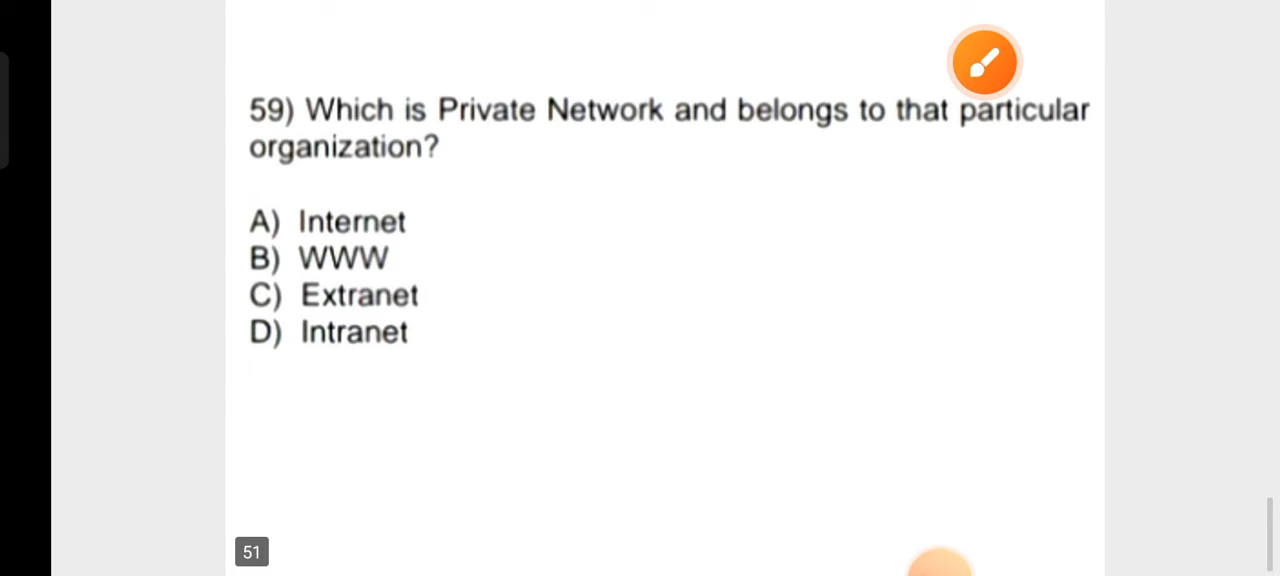 59) Which is Private Network and belongs to that particular
organization?
A) Internet
B) WWW
C) Extranet
D) Intranet
51